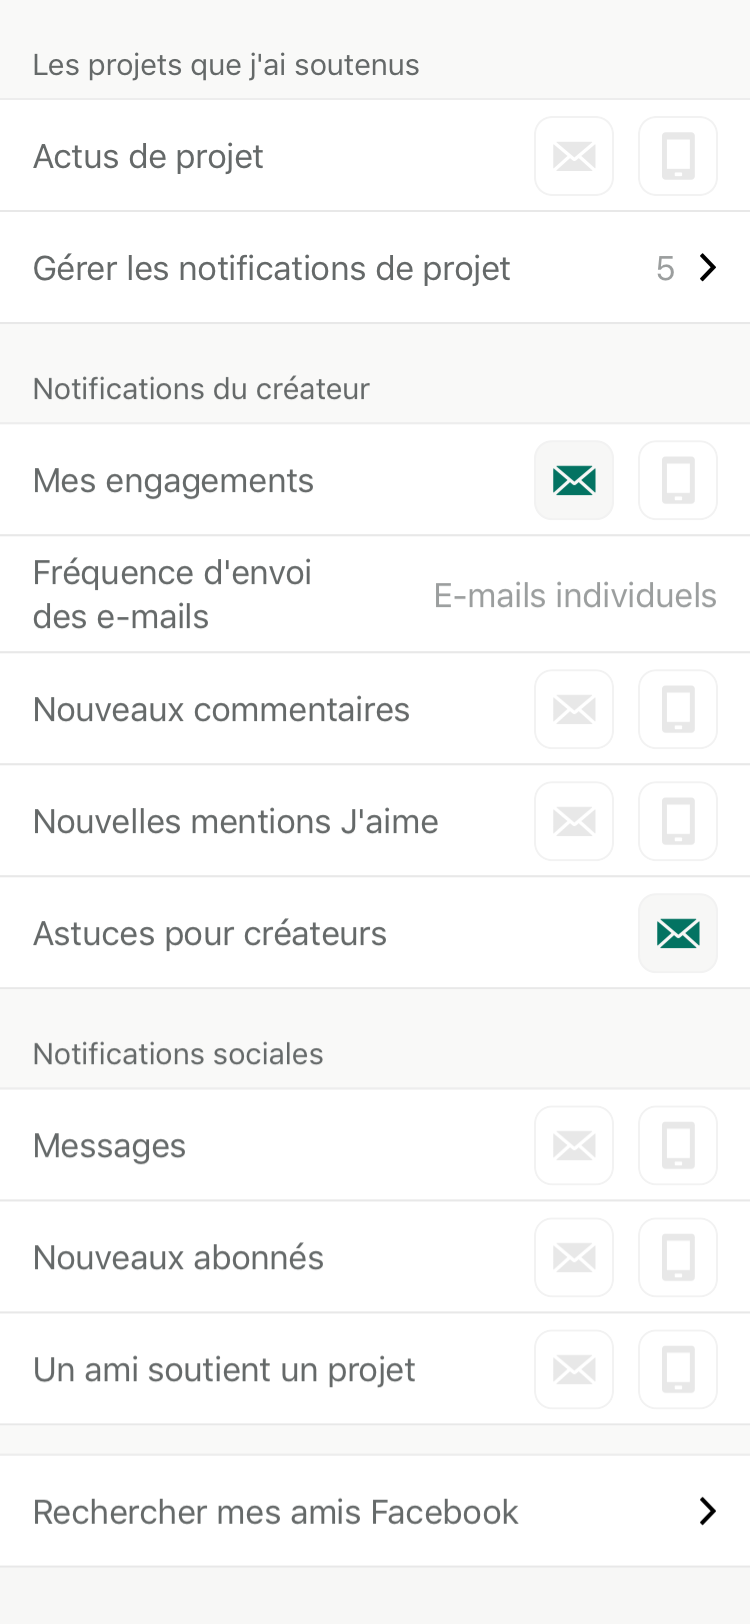 Les projets que j'ai soutenus
Actus de projet
Gérer les notifications de projet 5
Notifications du créateur
Mes engagements
Fréquence d'envoi
des e-mails
E-mails individuels
Nouveaux commentaires
Nouvelles mentions J'aime
Astuces pour créateurs
Notifications sociales
Messages
Nouveaux abonnés
Un ami soutient un projet
Rechercher mes amis Facebook